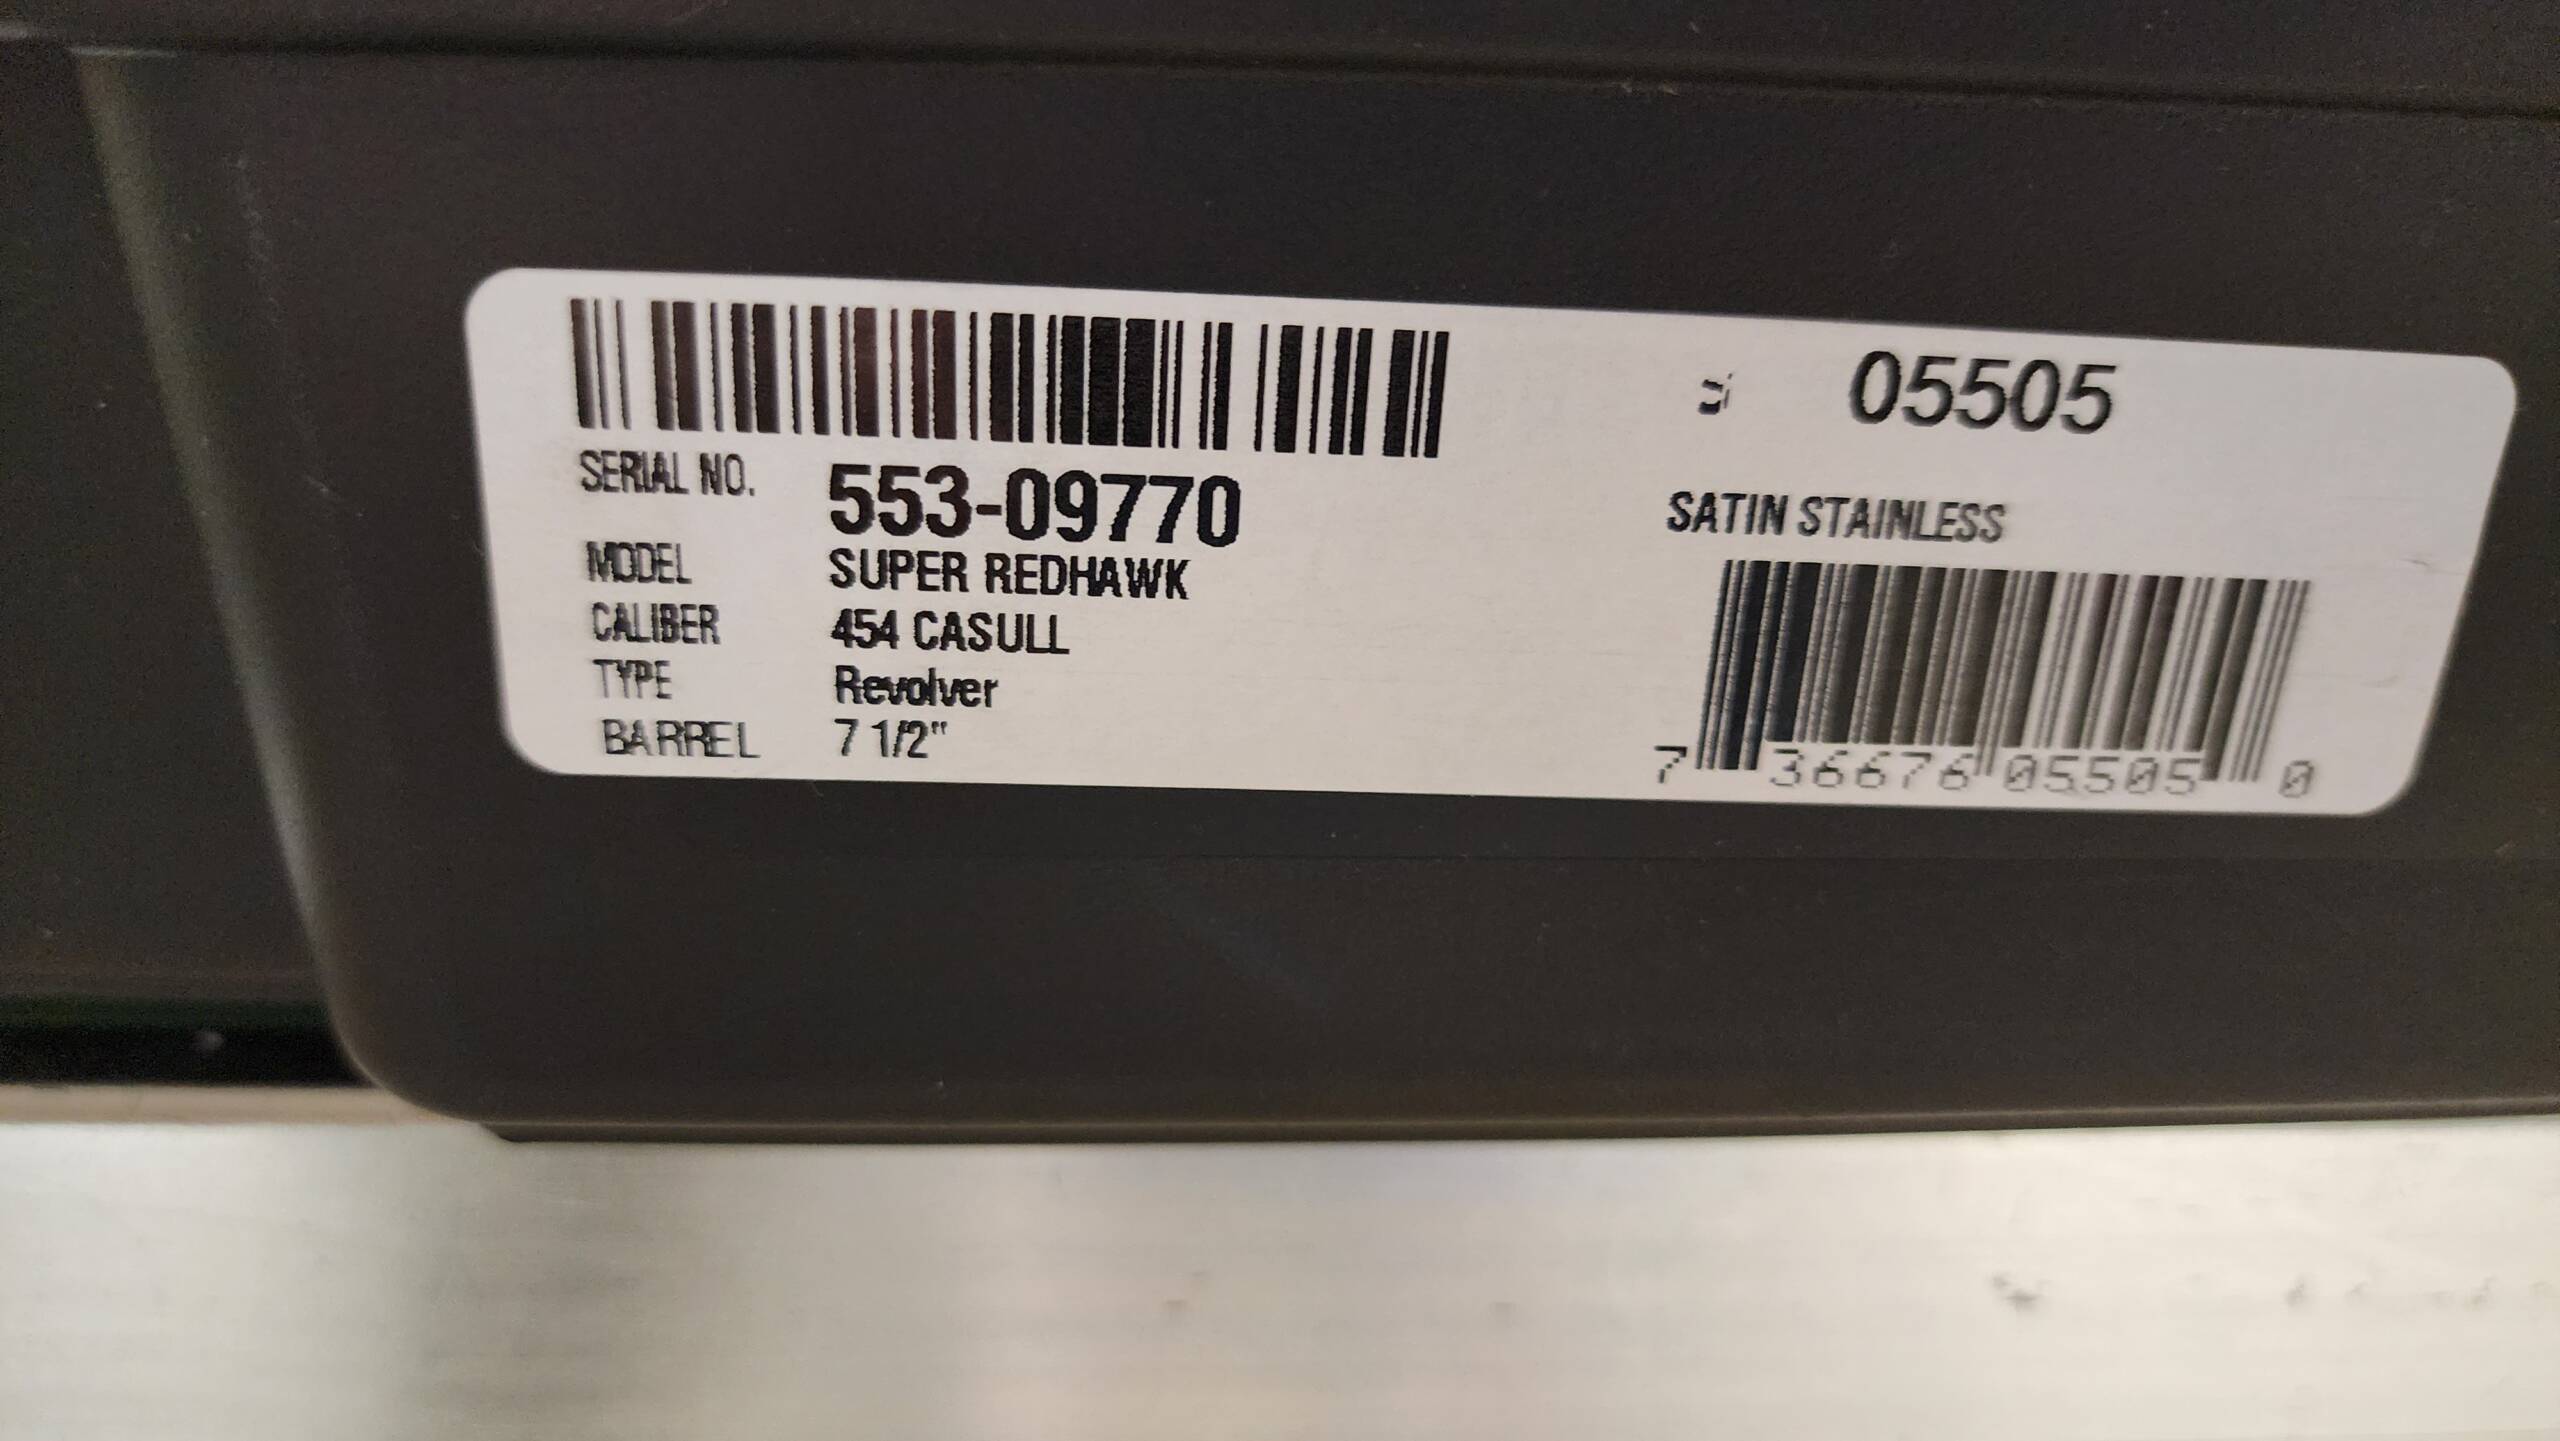 05505
SERIAL NO. 553-09770
SATIN STAINLESS
MODEL SUPER REDHAWK
CALIBER 454 CASULL
TYPE Revolver
BARREL 7 1/2"
7 36676 05505 0